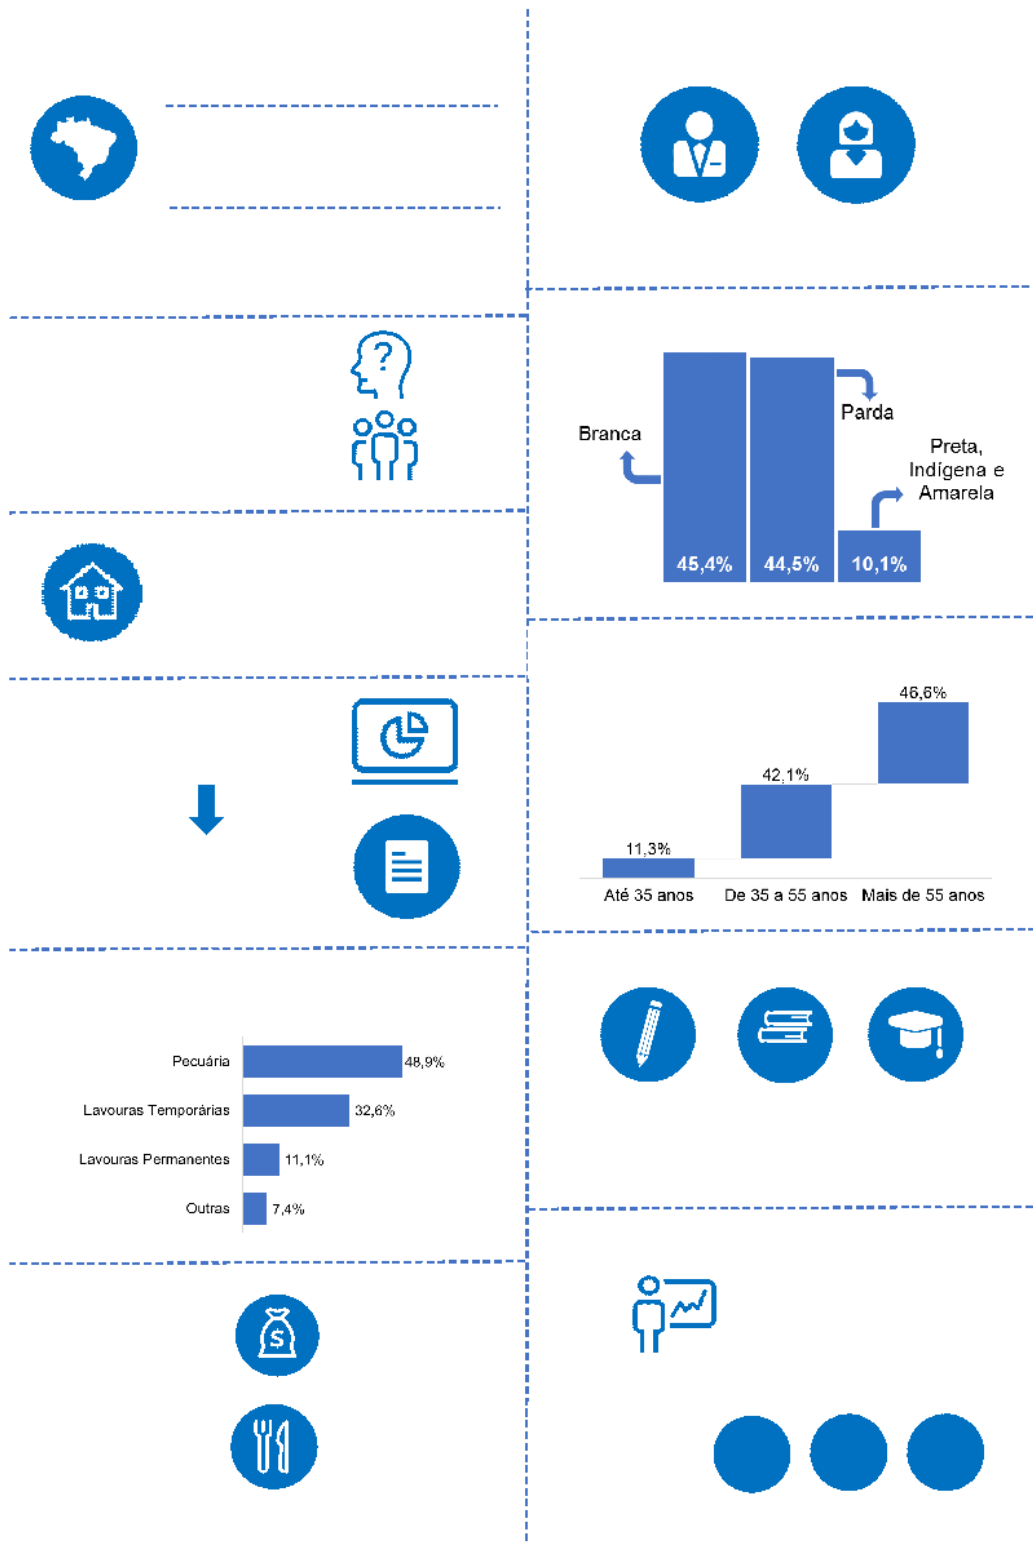 ?
Parda
Branca
Preta,
Indígena e
Amarela
45,4% 44,5% 10,1%
46,6%
42,1%
11,3%
Até 35 anos De 35 a 55 anos Mais de 55 anos
Pecuária 48,9%
Lavouras Temporárias 32,6%
Lavouras Permanentes 11,1%
Outras 7,4%
$